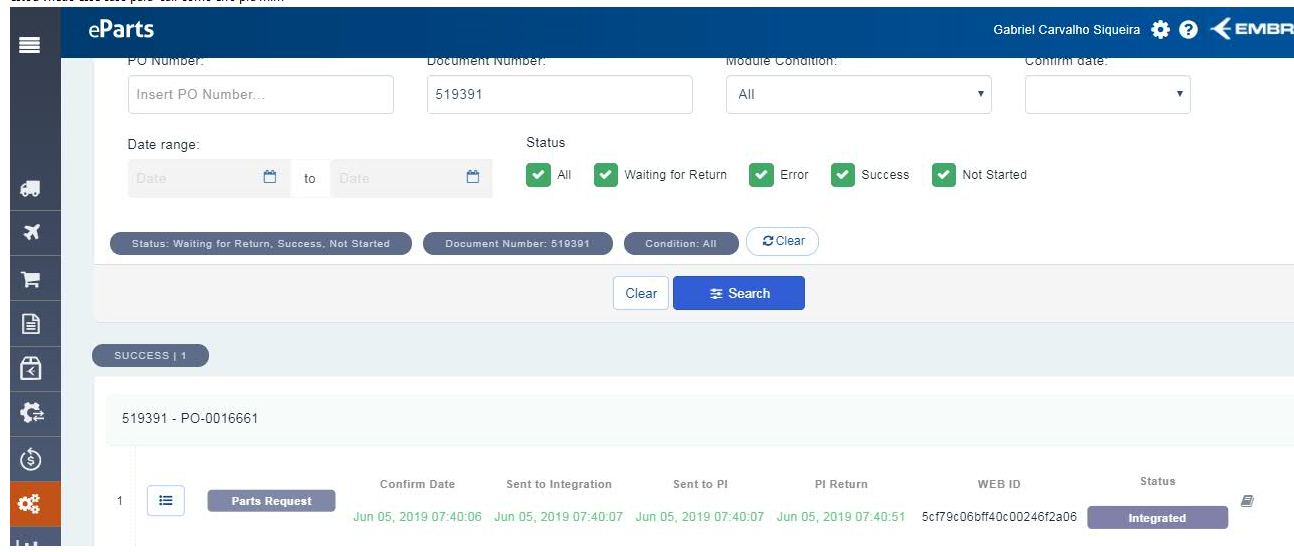 eParts
Gabriel Carvalho Siqueira
EMBR
PO Number: Document Number: Module Condition: Confirm date:
Insert PO Number... 519391 All
Date range: Status
Date to Date All Waiting for Return Error Success Not Started
Status: Waiting for Return, Success, Not Started Document Number: 519391 Condition: All Clear
Clear Search
SUCCESS | 1
519391 - PO-0016661
Confirm Date Sent to Integration Sent to PI PI Return WEB ID Status
1 Parts Request Jun 05, 2019 07:40:06 Jun 05, 2019 07:40:07 Jun 05, 2019 07:40:07 Jun 05, 2019 07:40:51 5cf79c06bff40c00246f2a06 Integrated